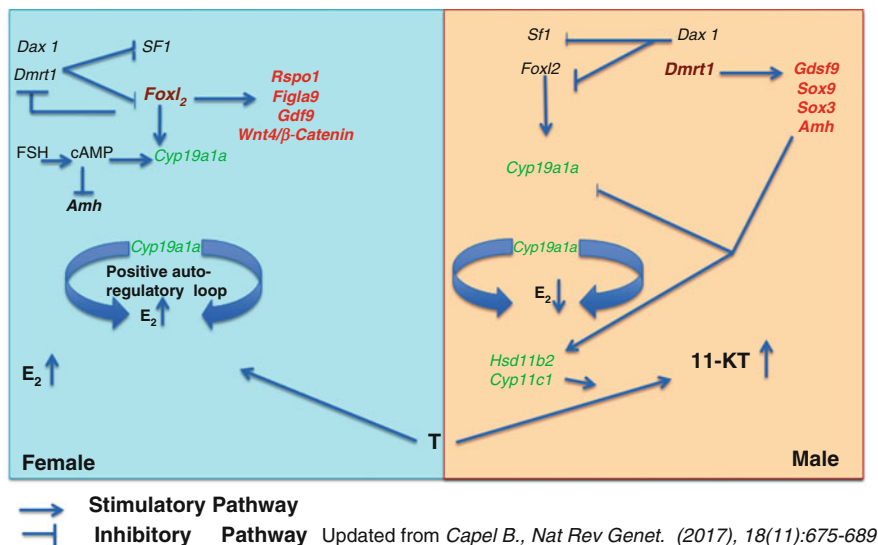 Dax 1
Dmrt1
SF1
Foxl2
Rspo1
Figla9
Gdf9
Wnt4/β-Catenin
FSH
cAMP
Cyp19a1a
Amh
Cyp19a1a
Positive auto-
regulatory loop
E2
E2
Female
T
Sf1
Dax 1
Foxl2
Dmrt1
Gdsf9
Sox9
Sox3
Amh
Cyp19a1a
Cyp19a1a
E2
Hsd11b2
Cyp11c1
11-KT
Male
Stimulatory Pathway
Inhibitory Pathway Updated from Capel B., Nat Rev Genet. (2017), 18(11):675-689